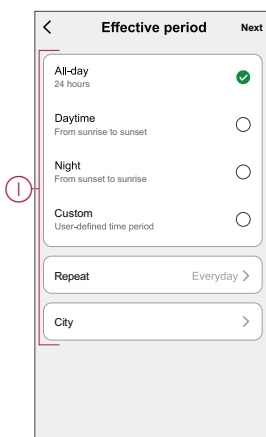 Effective period Next
All-day
24 hours
Daytime
From sunrise to sunset
Night
From sunset to sunrise
I
Custom
User-defined time period
Repeat Everyday
City